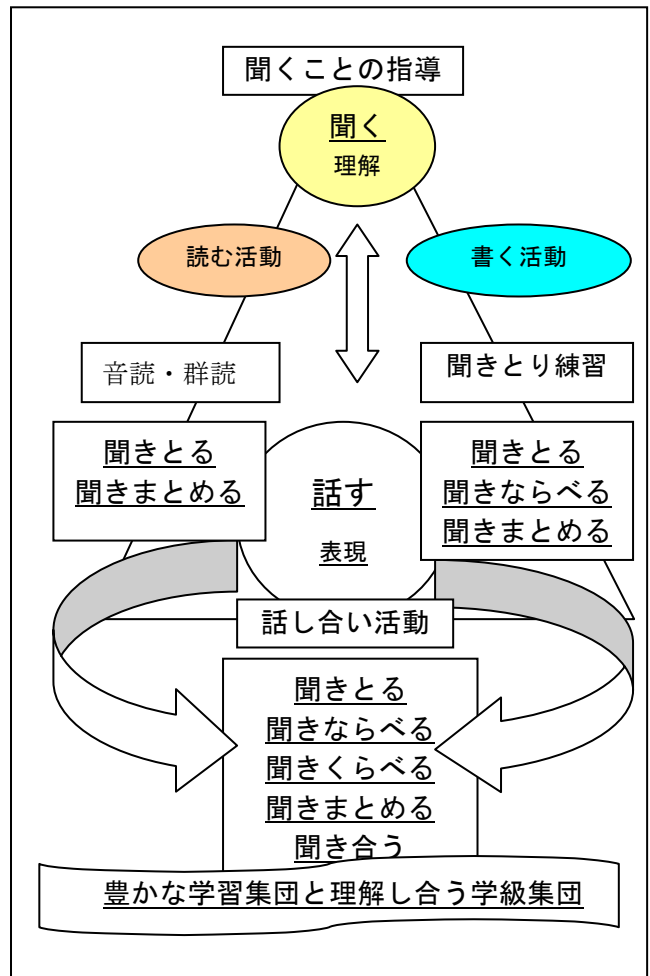 聞くことの指導
聞く
理解
読む活動
書く活動
音読・群読
聞きとり練習
聞きとる
聞きまとめる
話す
表現
聞きとる
聞きならべる
聞きまとめる
話し合い活動
聞きとる
聞きならべる
聞きくらべる
聞きまとめる
聞き合う
豊かな学習集団と理解し合う学級集団